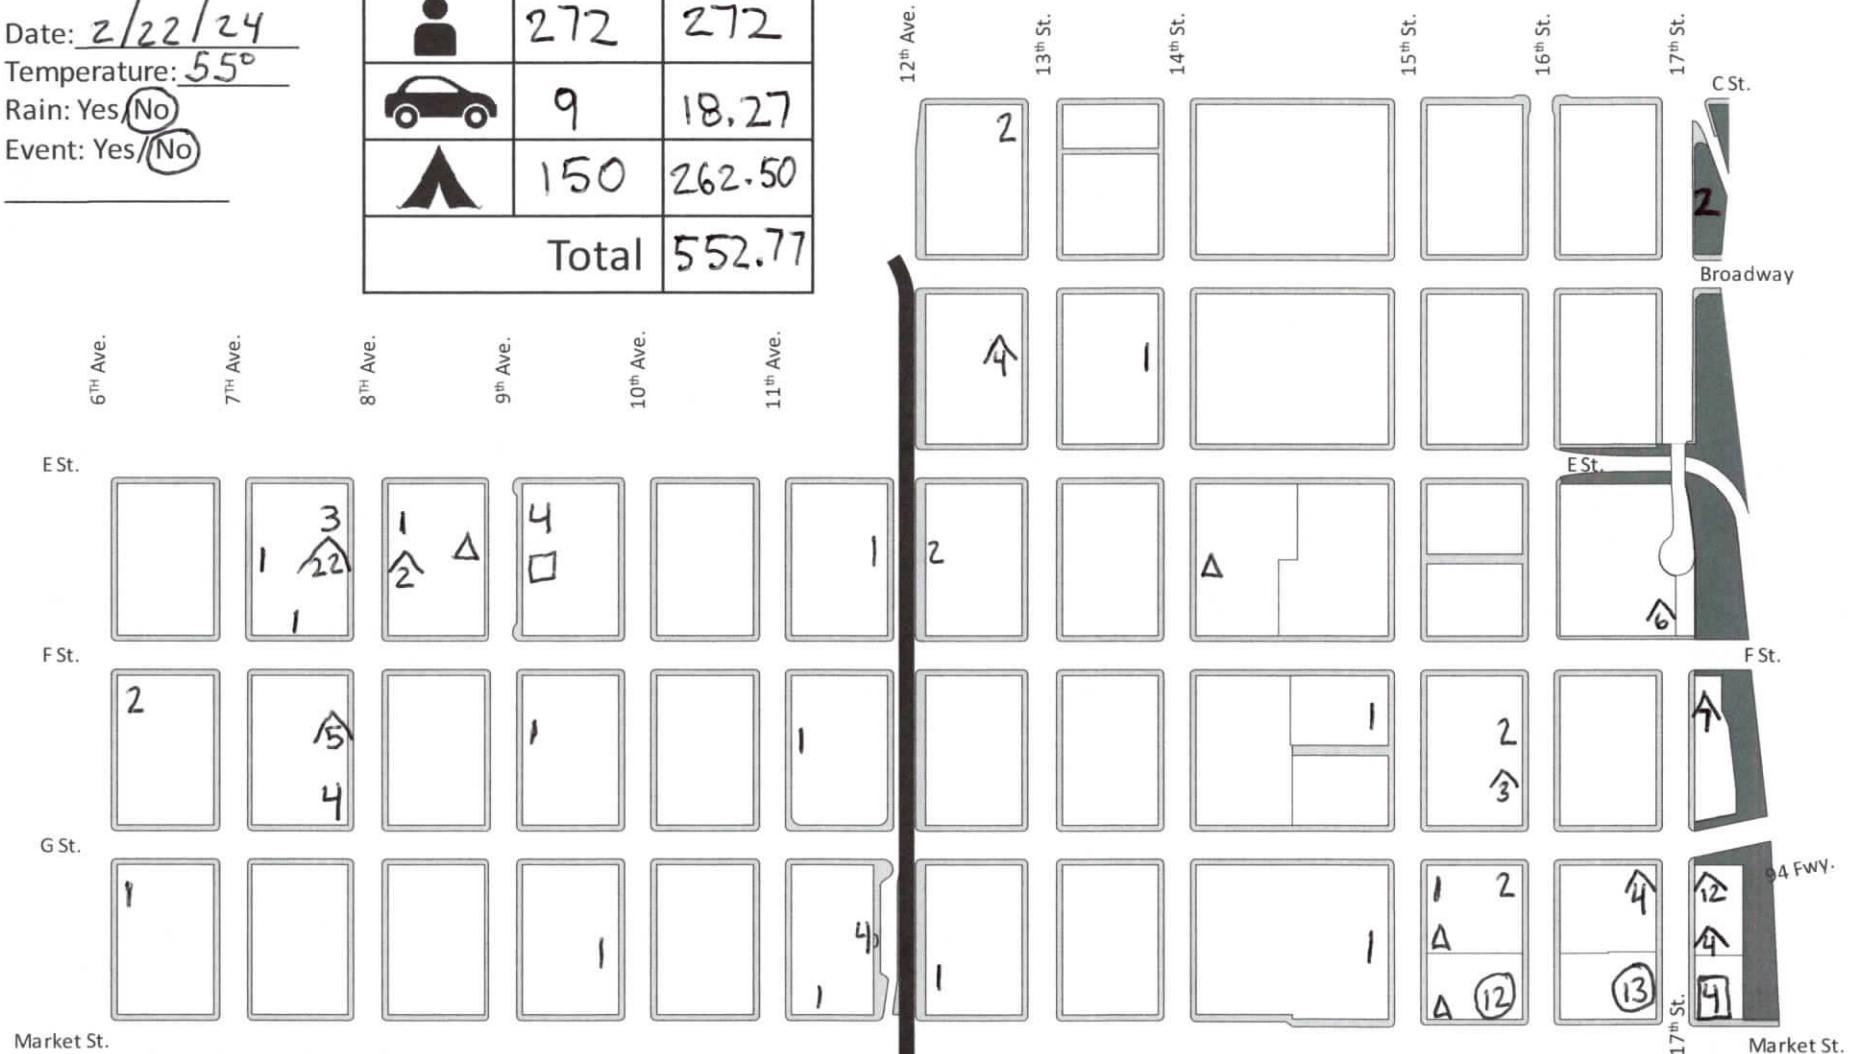 Date: 2/22/24
Temperature: 55°
Rain: Yes/No
Event: Yes/No
272 272
9 18.27
150 262.50
Total 552.77
12th Ave.
13th St.
14th St.
15th St.
16th St.
17th St.
C St.
2
2
Broadway
6TH Ave.
7TH Ave.
8TH Ave.
9th Ave.
10th Ave.
11th Ave.
4
1
E St.
E St.
3
1 22
1
1
2
4
1
2
6
F St.
F St.
2
5
4
1
1
1
2
3
7
G St.
94 Fwy.
1
1
4
1
1
1
1 2
12
4
13
12
4
4
17th St.
Market St.
Market St.